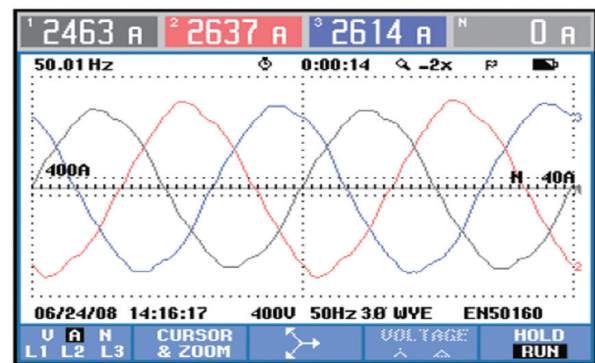 1 2463 A 2 2637 A 3 2614 A N 0 A
50.01 Hz 0:00:14 -2x P
3
400A N 40A
1
2
06/24/08 14:16:17 400V 50Hz 3Ø WYE EN50160
V A N CURSOR VOLTAGE HOLD
L1 L2 L3 & ZOOM RUN